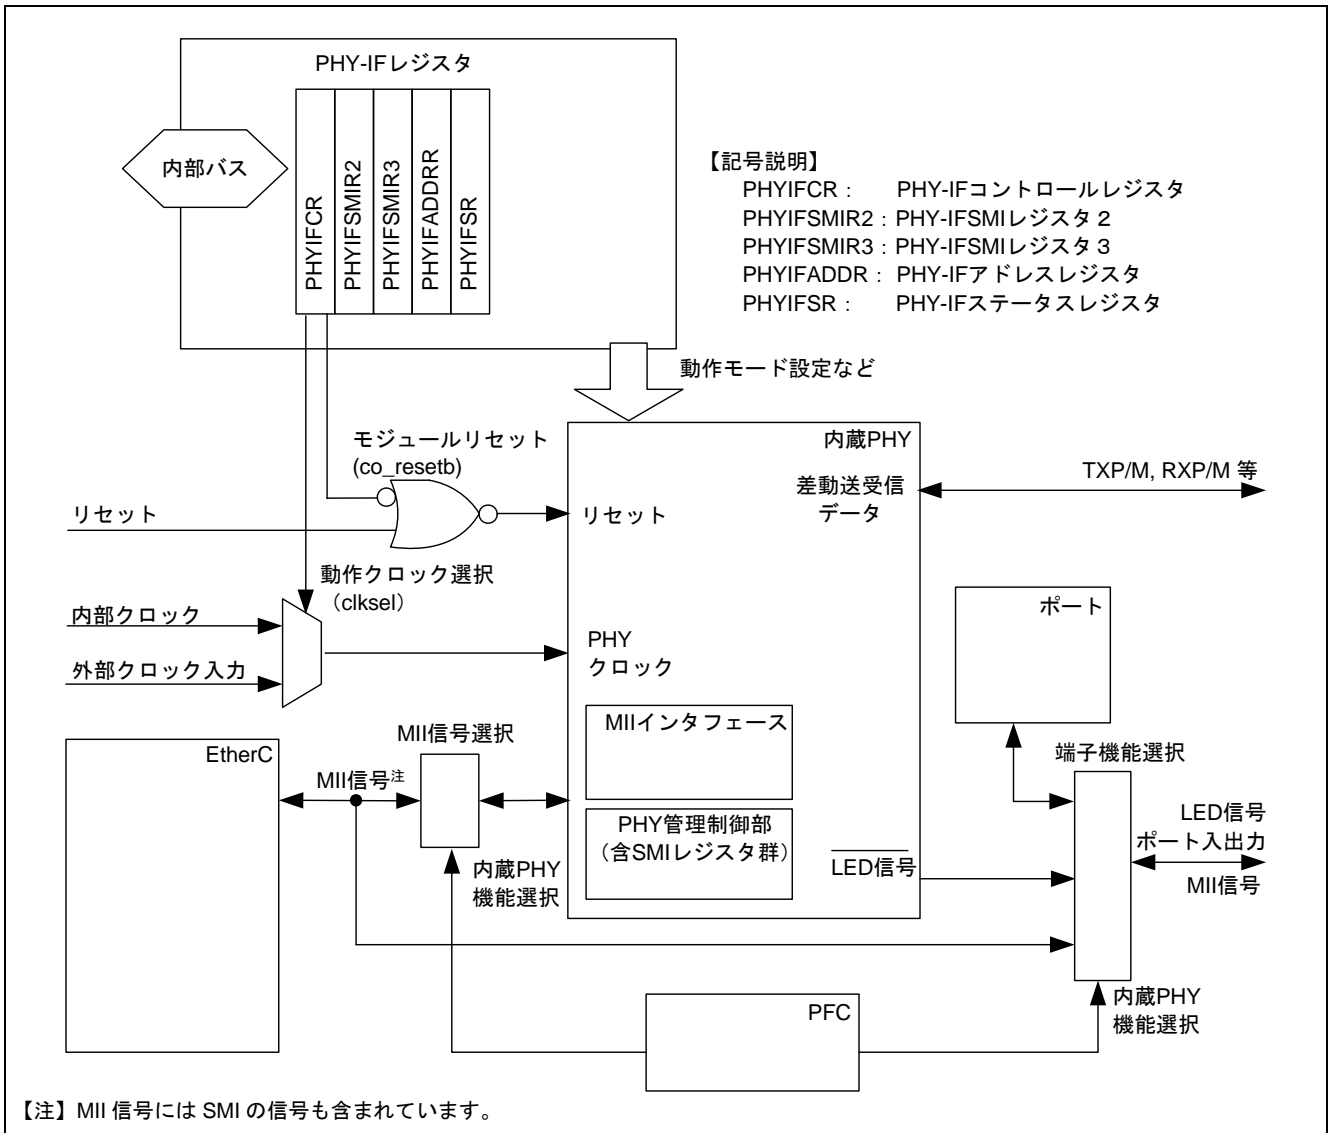 PHY-IFレジスタ
内部バス
PHYIFCR
PHYIFSMIR2
PHYIFSMIR3
PHYIFADDRR
PHYIFSR
【記号説明】
PHYIFCR : PHY-IFコントロールレジスタ
PHYIFSMIR2 : PHY-IFSMIレジスタ 2
PHYIFSMIR3 : PHY-IFSMIレジスタ 3
PHYIFADDR : PHY-IFアドレスレジスタ
PHYIFSR : PHY-IFステータスレジスタ
動作モード設定など
モジュールリセット
(co_resetb)
リセット
動作クロック選択
（clksel）
内部クロック
外部クロック入力
内蔵PHY
差動送受信
データ
TXP/M, RXP/M 等
リセット
PHY
クロック
MIIインタフェース
PHY管理制御部
（含SMIレジスタ群）
LED信号
ポート
端子機能選択
LED信号
ポート入出力
MII信号
EtherC
MII信号注
MII信号選択
内蔵PHY
機能選択
PFC
内蔵PHY
機能選択
【注】MII 信号には SMI の信号も含まれています。